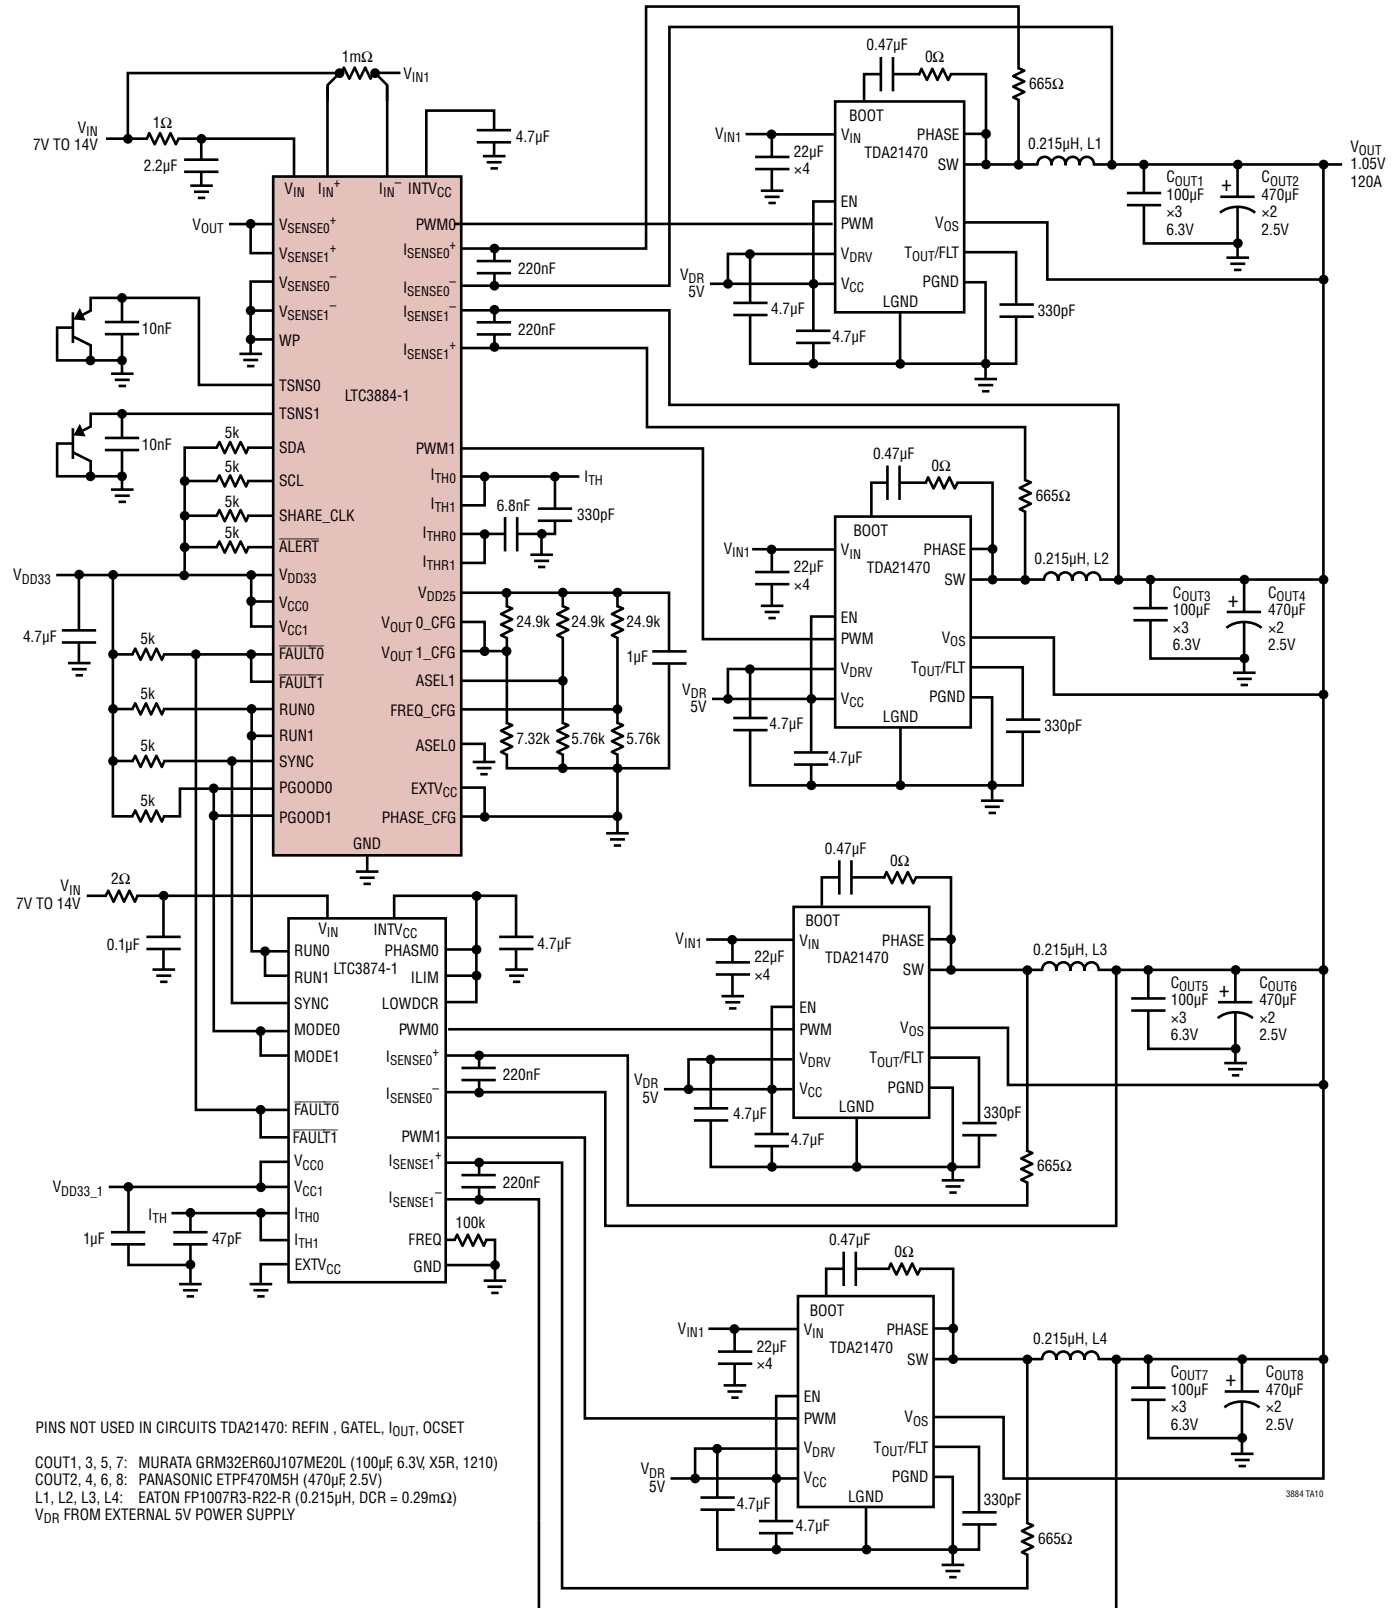 1mΩ
VIN1
VIN
7V TO 14V
1Ω
2.2µF
4.7µF
VIN
IIN+
IIN−
INTVCC
VOUT
VSENSE0+
VSENSE1+
VSENSE0−
VSENSE1−
WP
10nF
TSNS0
TSNS1
10nF
LTC3884-1
5k
SDA
5k
SCL
5k
SHARE_CLK
5k
ALERT
VDD33
VDD33
VCC0
VCC1
4.7µF
5k
FAULT0
FAULT1
5k
RUN0
RUN1
5k
SYNC
PGOOD0
5k
PGOOD1
GND
PWM0
ISENSE0+
220nF
ISENSE0−
ISENSE1−
220nF
ISENSE1+
PWM1
ITH0
ITH
ITH1
6.8nF
330pF
ITHR0
ITHR1
VDD25
VOUT 0_CFG
24.9k
24.9k
24.9k
VOUT 1_CFG
1µF
ASEL1
FREQ_CFG
7.32k
5.76k
5.76k
ASEL0
EXTVCC
PHASE_CFG
0.47µF
0Ω
665Ω
BOOT
VIN1
VIN
PHASE
TDA21470
SW
22µF
×4
0.215µH, L1
VOUT
1.05V
120A
EN
PWM
VOS
COUT1
100µF
×3
6.3V
+
COUT2
470µF
×2
2.5V
VDRV
TOUT/FLT
VDR
5V
VCC
PGND
LGND
4.7µF
4.7µF
330pF
0.47µF
0Ω
665Ω
BOOT
VIN1
VIN
PHASE
TDA21470
SW
22µF
×4
0.215µH, L2
EN
PWM
VOS
COUT3
100µF
×3
6.3V
+
COUT4
470µF
×2
2.5V
VDRV
TOUT/FLT
VDR
5V
VCC
PGND
LGND
4.7µF
4.7µF
330pF
VIN
7V TO 14V
2Ω
0.1µF
VIN
INTVCC
4.7µF
LTC3874-1
RUN0
RUN1
SYNC
MODE0
MODE1
FAULT0
FAULT1
VCC0
VDD33_1
VCC1
ITH
ITH0
1µF
47pF
ITH1
EXTVCC
PHASM0
ILIM
LOWDCR
PWM0
ISENSE0+
220nF
ISENSE0−
PWM1
ISENSE1+
220nF
ISENSE1−
100k
FREQ
GND
0.47µF
0Ω
BOOT
VIN1
VIN
PHASE
TDA21470
SW
22µF
×4
0.215µH, L3
EN
PWM
VOS
COUT5
100µF
×3
6.3V
+
COUT6
470µF
×2
2.5V
VDRV
TOUT/FLT
VDR
5V
VCC
PGND
LGND
4.7µF
4.7µF
330pF
665Ω
0.47µF
0Ω
BOOT
VIN1
VIN
PHASE
TDA21470
SW
22µF
×4
0.215µH, L4
EN
PWM
VOS
COUT7
100µF
×3
6.3V
+
COUT8
470µF
×2
2.5V
VDRV
TOUT/FLT
VDR
5V
VCC
PGND
LGND
4.7µF
4.7µF
330pF
665Ω
3884 TA10
PINS NOT USED IN CIRCUITS TDA21470: REFIN , GATEL, IOUT, OCSET
COUT1, 3, 5, 7: MURATA GRM32ER60J107ME20L (100µF, 6.3V, X5R, 1210)
COUT2, 4, 6, 8: PANASONIC ETPF470M5H (470µF, 2.5V)
L1, L2, L3, L4: EATON FP1007R3-R22-R (0.215µH, DCR = 0.29mΩ)
VDR FROM EXTERNAL 5V POWER SUPPLY